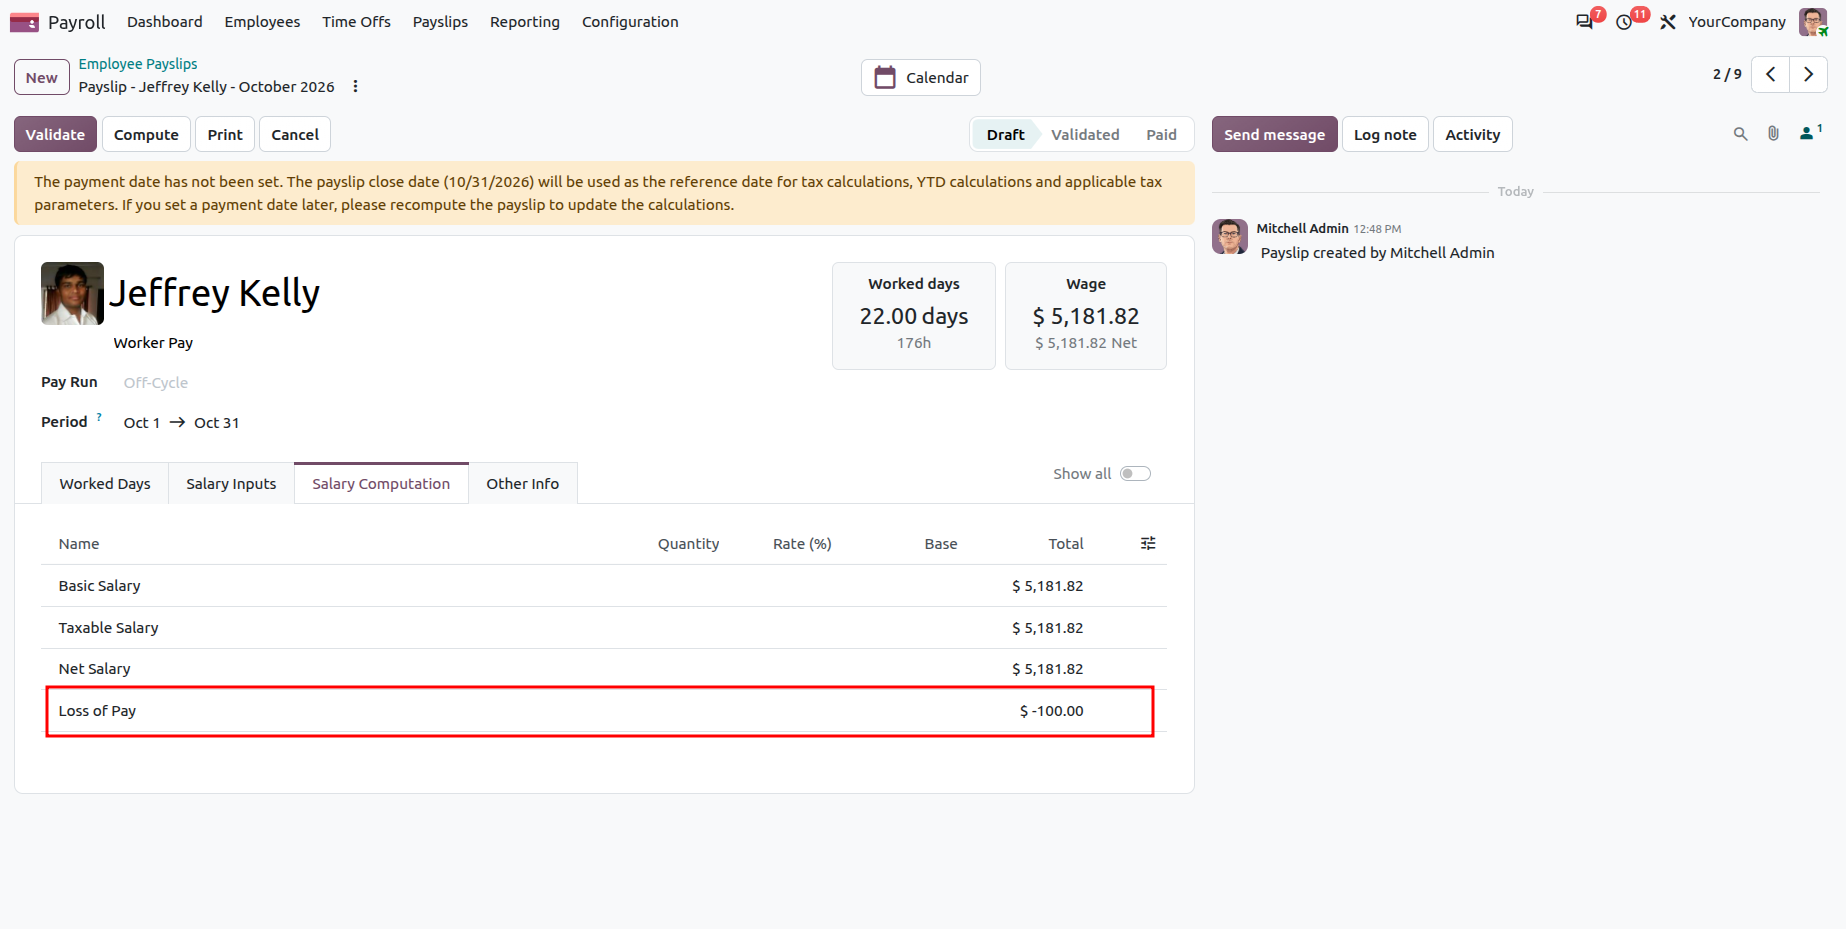 Payroll Dashboard Employees Time Offs Payslips Reporting Configuration 7 11 YourCompany
New
Employee Payslips
Payslip - Jeffrey Kelly - October 2026
Calendar
2 / 9
Validate Compute Print Cancel
Draft Validated Paid
Send message Log note Activity 1
The payment date has not been set. The payslip close date (10/31/2026) will be used as the reference date for tax calculations, YTD calculations and applicable tax
parameters. If you set a payment date later, please recompute the payslip to update the calculations.
Today
Mitchell Admin 12:48 PM
Payslip created by Mitchell Admin
Jeffrey Kelly
Worker Pay
Worked days
22.00 days
176h
Wage
$ 5,181.82
$ 5,181.82 Net
Pay Run Off-Cycle
Period ? Oct 1 → Oct 31
Worked Days Salary Inputs Salary Computation Other Info
Show all
Name Quantity Rate (%) Base Total
Basic Salary $ 5,181.82
Taxable Salary $ 5,181.82
Net Salary $ 5,181.82
Loss of Pay $ -100.00